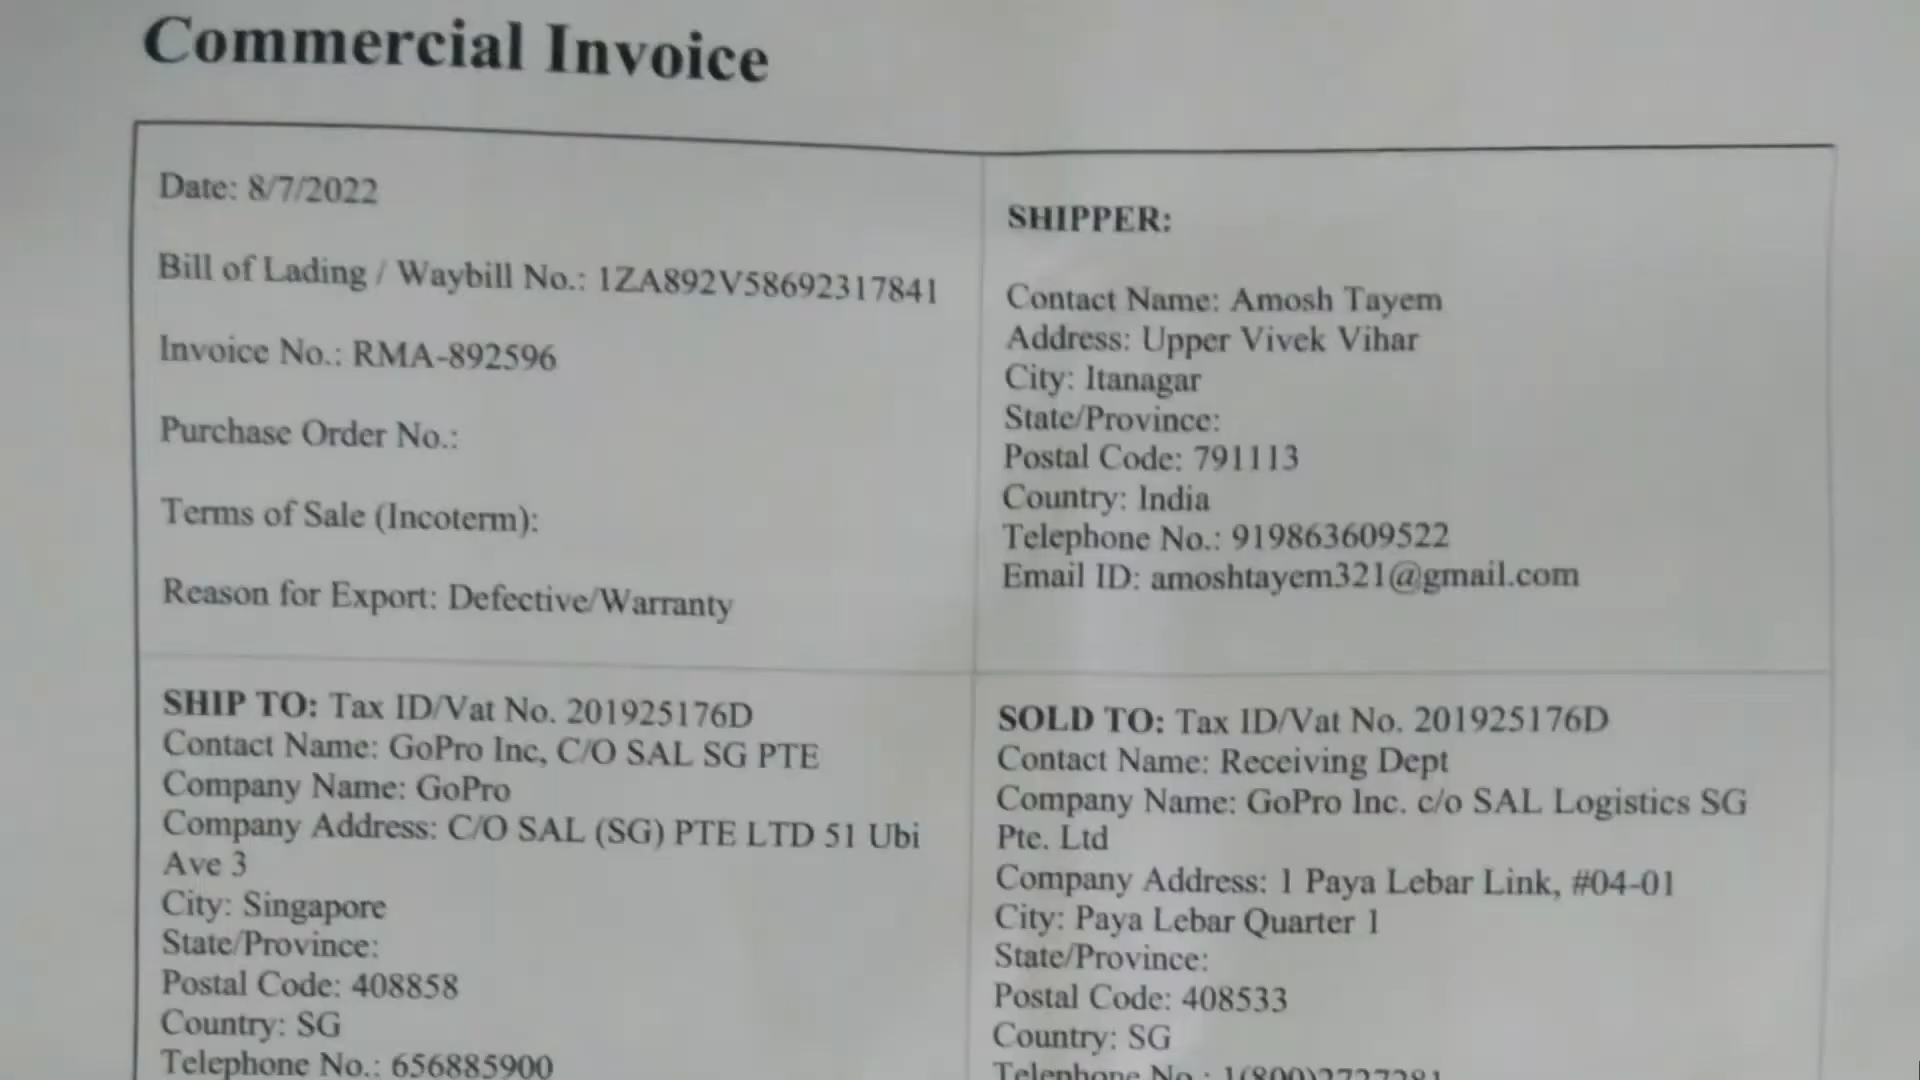 Commercial Invoice
Date: 8/7/2022
Bill of Lading / Waybill No.: 1ZA892V58692317841
Invoice No.: RMA-892596
Purchase Order No.:
Terms of Sale (Incoterm):
Reason for Export: Defective/Warranty
SHIPPER:
Contact Name: Amosh Tayem
Address: Upper Vivek Vihar
City: Itanagar
State/Province:
Postal Code: 791113
Country: India
Telephone No.: 919863609522
Email ID: amoshtayem321@gmail.com
SHIP TO: Tax ID/Vat No. 201925176D
Contact Name: GoPro Inc, C/O SAL SG PTE
Company Name: GoPro
Company Address: C/O SAL (SG) PTE LTD 51 Ubi
Ave 3
City: Singapore
State/Province:
Postal Code: 408858
Country: SG
Telephone No.: 656885900
SOLD TO: Tax ID/Vat No. 201925176D
Contact Name: Receiving Dept
Company Name: GoPro Inc. c/o SAL Logistics SG
Pte. Ltd
Company Address: 1 Paya Lebar Link, #04-01
City: Paya Lebar Quarter 1
State/Province:
Postal Code: 408533
Country: SG
Telephone No.: